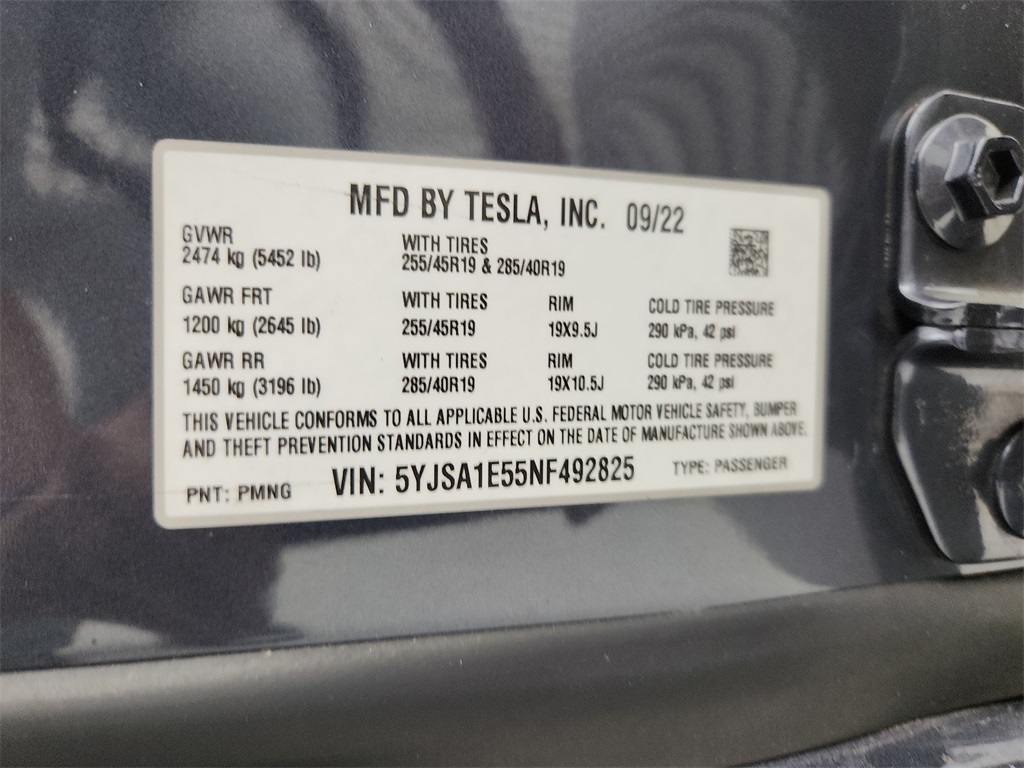 MFD BY TESLA, INC. 09/22
GVWR
2474 kg (5452 lb)
WITH TIRES
255/45R19 & 285/40R19
GAWR FRT WITH TIRES RIM COLD TIRE PRESSURE
1200 kg (2645 lb) 255/45R19 19X9.5J 290 kPa, 42 psi
GAWR RR WITH TIRES RIM COLD TIRE PRESSURE
1450 kg (3196 lb) 285/40R19 19X10.5J 290 kPa, 42 psi
THIS VEHICLE CONFORMS TO ALL APPLICABLE U.S. FEDERAL MOTOR VEHICLE SAFETY, BUMPER
AND THEFT PREVENTION STANDARDS IN EFFECT ON THE DATE OF MANUFACTURE SHOWN ABOVE.
PNT: PMNG VIN: 5YJSA1E55NF492825 TYPE: PASSENGER